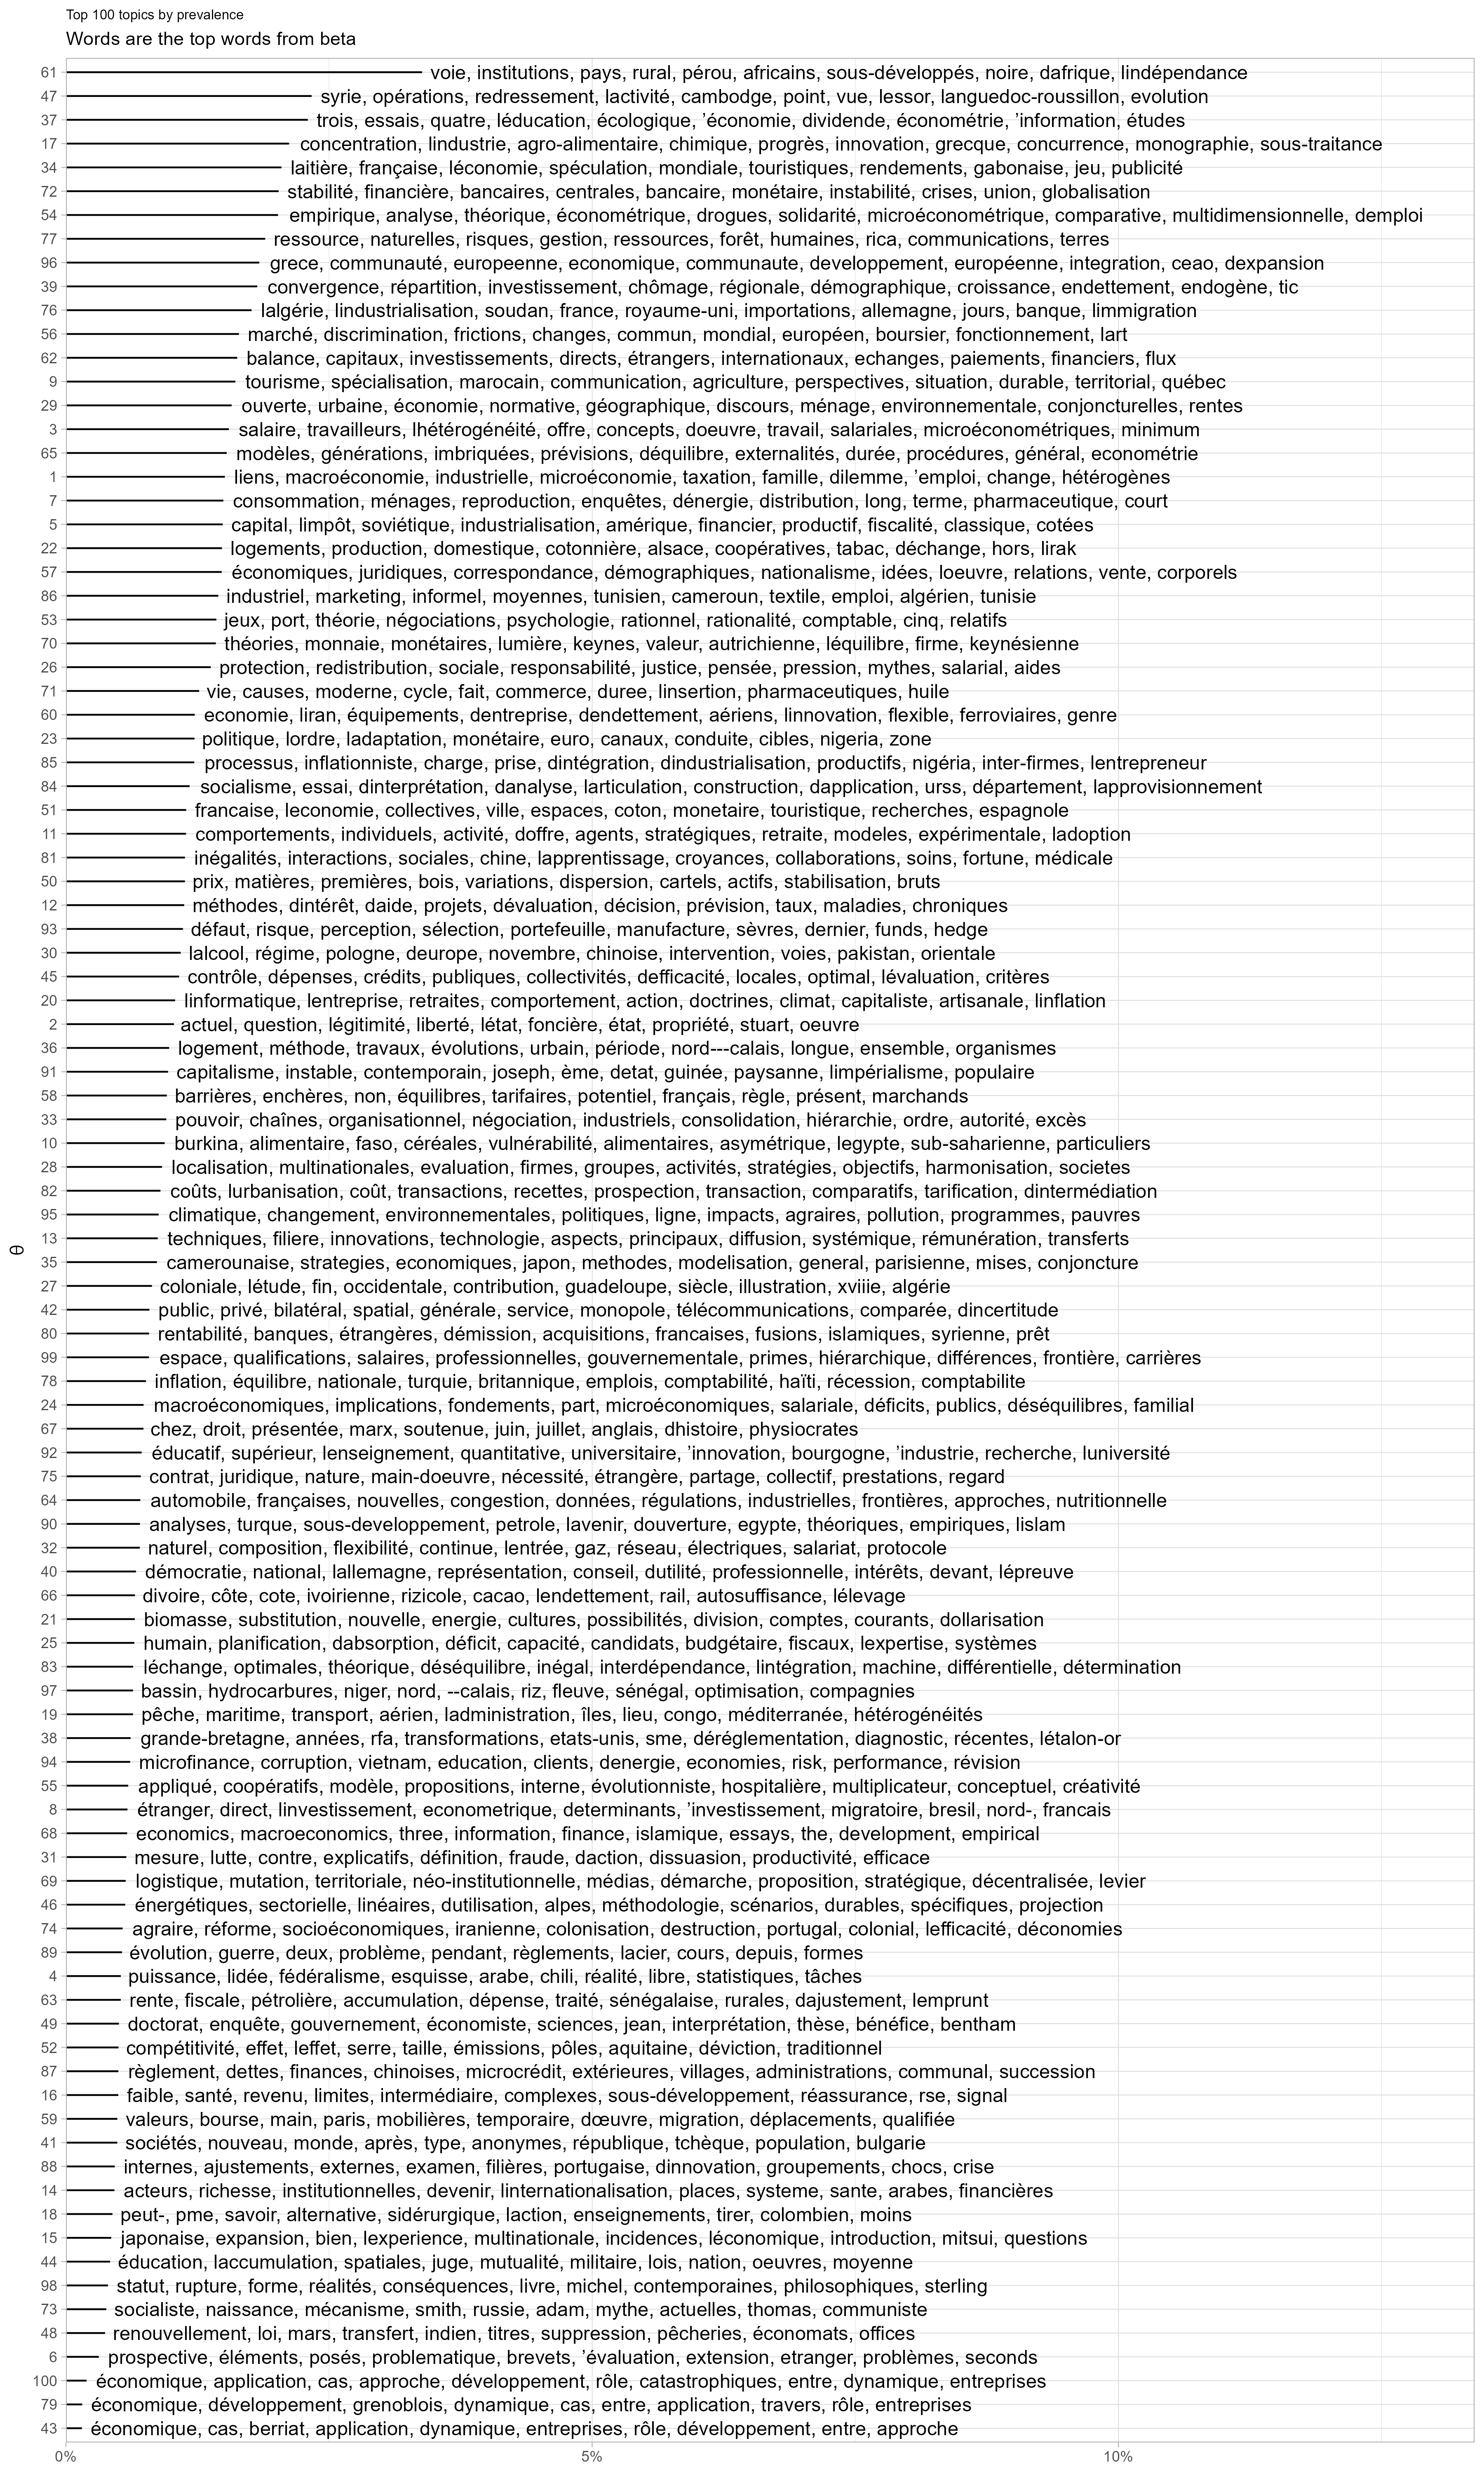 Top 100 topics by prevalence
Words are the top words from beta
61 voie, institutions, pays, rural, pérou, africains, sous-développés, noire, dafrique, lindépendance
47 syrie, opérations, redressement, lactivité, cambodge, point, vue, lessor, languedoc-roussillon, evolution
37 trois, essais, quatre, léducation, écologique, ’économie, dividende, économétrie, ’information, études
17 concentration, lindustrie, agro-alimentaire, chimique, progrès, innovation, grecque, concurrence, monographie, sous-traitance
34 laitière, française, léconomie, spéculation, mondiale, touristiques, rendements, gabonaise, jeu, publicité
72 stabilité, financière, bancaires, centrales, bancaire, monétaire, instabilité, crises, union, globalisation
54 empirique, analyse, théorique, économétrique, drogues, solidarité, microéconométrique, comparative, multidimensionnelle, demploi
77 ressource, naturelles, risques, gestion, ressources, forêt, humaines, rica, communications, terres
96 grece, communauté, europeenne, economique, communaute, developpement, européenne, integration, ceao, dexpansion
39 convergence, répartition, investissement, chômage, régionale, démographique, croissance, endettement, endogène, tic
76 lalgérie, lindustrialisation, soudan, france, royaume-uni, importations, allemagne, jours, banque, limmigration
56 marché, discrimination, frictions, changes, commun, mondial, européen, boursier, fonctionnement, lart
62 balance, capitaux, investissements, directs, étrangers, internationaux, echanges, paiements, financiers, flux
9 tourisme, spécialisation, marocain, communication, agriculture, perspectives, situation, durable, territorial, québec
29 ouverte, urbaine, économie, normative, géographique, discours, ménage, environnementale, conjoncturelles, rentes
3 salaire, travailleurs, lhétérogénéité, offre, concepts, doeuvre, travail, salariales, microéconométriques, minimum
65 modèles, générations, imbriquées, prévisions, déquilibre, externalités, durée, procédures, général, econométrie
1 liens, macroéconomie, industrielle, microéconomie, taxation, famille, dilemme, ’emploi, change, hétérogènes
7 consommation, ménages, reproduction, enquêtes, dénergie, distribution, long, terme, pharmaceutique, court
5 capital, limpôt, soviétique, industrialisation, amérique, financier, productif, fiscalité, classique, cotées
22 logements, production, domestique, cotonnière, alsace, coopératives, tabac, déchange, hors, lirak
57 économiques, juridiques, correspondance, démographiques, nationalisme, idées, loeuvre, relations, vente, corporels
86 industriel, marketing, informel, moyennes, tunisien, cameroun, textile, emploi, algérien, tunisie
53 jeux, port, théorie, négociations, psychologie, rationnel, rationalité, comptable, cinq, relatifs
70 théories, monnaie, monétaires, lumière, keynes, valeur, autrichienne, léquilibre, firme, keynésienne
26 protection, redistribution, sociale, responsabilité, justice, pensée, pression, mythes, salarial, aides
71 vie, causes, moderne, cycle, fait, commerce, duree, linsertion, pharmaceutiques, huile
60 economie, liran, équipements, dentreprise, dendettement, aériens, linnovation, flexible, ferroviaires, genre
23 politique, lordre, ladaptation, monétaire, euro, canaux, conduite, cibles, nigeria, zone
85 processus, inflationniste, charge, prise, dintégration, dindustrialisation, productifs, nigéria, inter-firmes, lentrepreneur
84 socialisme, essai, dinterprétation, danalyse, larticulation, construction, dapplication, urss, département, lapprovisionnement
51 francaise, leconomie, collectives, ville, espaces, coton, monetaire, touristique, recherches, espagnole
11 comportements, individuels, activité, doffre, agents, stratégiques, retraite, modeles, expérimentale, ladoption
81 inégalités, interactions, sociales, chine, lapprentissage, croyances, collaborations, soins, fortune, médicale
50 prix, matières, premières, bois, variations, dispersion, cartels, actifs, stabilisation, bruts
12 méthodes, dintérêt, daide, projets, dévaluation, décision, prévision, taux, maladies, chroniques
93 défaut, risque, perception, sélection, portefeuille, manufacture, sèvres, dernier, funds, hedge
30 lalcool, régime, pologne, deurope, novembre, chinoise, intervention, voies, pakistan, orientale
45 contrôle, dépenses, crédits, publiques, collectivités, defficacité, locales, optimal, lévaluation, critères
20 linformatique, lentreprise, retraites, comportement, action, doctrines, climat, capitaliste, artisanale, linflation
2 actuel, question, légitimité, liberté, létat, foncière, état, propriété, stuart, oeuvre
36 logement, méthode, travaux, évolutions, urbain, période, nord---calais, longue, ensemble, organismes
91 capitalisme, instable, contemporain, joseph, ème, detat, guinée, paysanne, limpérialisme, populaire
58 barrières, enchères, non, équilibres, tarifaires, potentiel, français, règle, présent, marchands
33 pouvoir, chaînes, organisationnel, négociation, industriels, consolidation, hiérarchie, ordre, autorité, excès
10 burkina, alimentaire, faso, céréales, vulnérabilité, alimentaires, asymétrique, legypte, sub-saharienne, particuliers
28 localisation, multinationales, evaluation, firmes, groupes, activités, stratégies, objectifs, harmonisation, societes
82 coûts, lurbanisation, coût, transactions, recettes, prospection, transaction, comparatifs, tarification, dintermédiation
95 climatique, changement, environnementales, politiques, ligne, impacts, agraires, pollution, programmes, pauvres
13 techniques, filiere, innovations, technologie, aspects, principaux, diffusion, systémique, rémunération, transferts
θ
35 camerounaise, strategies, economiques, japon, methodes, modelisation, general, parisienne, mises, conjoncture
27 coloniale, létude, fin, occidentale, contribution, guadeloupe, siècle, illustration, xviiie, algérie
42 public, privé, bilatéral, spatial, générale, service, monopole, télécommunications, comparée, dincertitude
80 rentabilité, banques, étrangères, démission, acquisitions, francaises, fusions, islamiques, syrienne, prêt
99 espace, qualifications, salaires, professionnelles, gouvernementale, primes, hiérarchique, différences, frontière, carrières
78 inflation, équilibre, nationale, turquie, britannique, emplois, comptabilité, haïti, récession, comptabilite
24 macroéconomiques, implications, fondements, part, microéconomiques, salariale, déficits, publics, déséquilibres, familial
67 chez, droit, présentée, marx, soutenue, juin, juillet, anglais, dhistoire, physiocrates
92 éducatif, supérieur, lenseignement, quantitative, universitaire, ’innovation, bourgogne, ’industrie, recherche, luniversité
75 contrat, juridique, nature, main-doeuvre, nécessité, étrangère, partage, collectif, prestations, regard
64 automobile, françaises, nouvelles, congestion, données, régulations, industrielles, frontières, approches, nutritionnelle
90 analyses, turque, sous-developpement, petrole, lavenir, douverture, egypte, théoriques, empiriques, lislam
32 naturel, composition, flexibilité, continue, lentrée, gaz, réseau, électriques, salariat, protocole
40 démocratie, national, lallemagne, représentation, conseil, dutilité, professionnelle, intérêts, devant, lépreuve
66 divoire, côte, cote, ivoirienne, rizicole, cacao, lendettement, rail, autosuffisance, lélevage
21 biomasse, substitution, nouvelle, energie, cultures, possibilités, division, comptes, courants, dollarisation
25 humain, planification, dabsorption, déficit, capacité, candidats, budgétaire, fiscaux, lexpertise, systèmes
83 léchange, optimales, théorique, déséquilibre, inégal, interdépendance, lintégration, machine, différentielle, détermination
97 bassin, hydrocarbures, niger, nord, --calais, riz, fleuve, sénégal, optimisation, compagnies
19 pêche, maritime, transport, aérien, ladministration, îles, lieu, congo, méditerranée, hétérogénéités
38 grande-bretagne, années, rfa, transformations, etats-unis, sme, déréglementation, diagnostic, récentes, létalon-or
94 microfinance, corruption, vietnam, education, clients, denergie, economies, risk, performance, révision
55 appliqué, coopératifs, modèle, propositions, interne, évolutionniste, hospitalière, multiplicateur, conceptuel, créativité
8 étranger, direct, linvestissement, econometrique, determinants, ’investissement, migratoire, bresil, nord-, francais
68 economics, macroeconomics, three, information, finance, islamique, essays, the, development, empirical
31 mesure, lutte, contre, explicatifs, définition, fraude, daction, dissuasion, productivité, efficace
69 logistique, mutation, territoriale, néo-institutionnelle, médias, démarche, proposition, stratégique, décentralisée, levier
46 énergétiques, sectorielle, linéaires, dutilisation, alpes, méthodologie, scénarios, durables, spécifiques, projection
74 agraire, réforme, socioéconomiques, iranienne, colonisation, destruction, portugal, colonial, lefficacité, déconomies
89 évolution, guerre, deux, problème, pendant, règlements, lacier, cours, depuis, formes
4 puissance, lidée, fédéralisme, esquisse, arabe, chili, réalité, libre, statistiques, tâches
63 rente, fiscale, pétrolière, accumulation, dépense, traité, sénégalaise, rurales, dajustement, lemprunt
49 doctorat, enquête, gouvernement, économiste, sciences, jean, interprétation, thèse, bénéfice, bentham
52 compétitivité, effet, leffet, serre, taille, émissions, pôles, aquitaine, déviction, traditionnel
87 règlement, dettes, finances, chinoises, microcrédit, extérieures, villages, administrations, communal, succession
16 faible, santé, revenu, limites, intermédiaire, complexes, sous-développement, réassurance, rse, signal
59 valeurs, bourse, main, paris, mobilières, temporaire, dœuvre, migration, déplacements, qualifiée
41 sociétés, nouveau, monde, après, type, anonymes, république, tchèque, population, bulgarie
88 internes, ajustements, externes, examen, filières, portugaise, dinnovation, groupements, chocs, crise
14 acteurs, richesse, institutionnelles, devenir, linternationalisation, places, systeme, sante, arabes, financières
18 peut-, pme, savoir, alternative, sidérurgique, laction, enseignements, tirer, colombien, moins
15 japonaise, expansion, bien, lexperience, multinationale, incidences, léconomique, introduction, mitsui, questions
44 éducation, laccumulation, spatiales, juge, mutualité, militaire, lois, nation, oeuvres, moyenne
98 statut, rupture, forme, réalités, conséquences, livre, michel, contemporaines, philosophiques, sterling
73 socialiste, naissance, mécanisme, smith, russie, adam, mythe, actuelles, thomas, communiste
48 renouvellement, loi, mars, transfert, indien, titres, suppression, pêcheries, économats, offices
6 prospective, éléments, posés, problematique, brevets, ’évaluation, extension, etranger, problèmes, seconds
100 économique, application, cas, approche, développement, rôle, catastrophiques, entre, dynamique, entreprises
79 économique, développement, grenoblois, dynamique, cas, entre, application, travers, rôle, entreprises
43 économique, cas, berriat, application, dynamique, entreprises, rôle, développement, entre, approche
0% 5% 10%